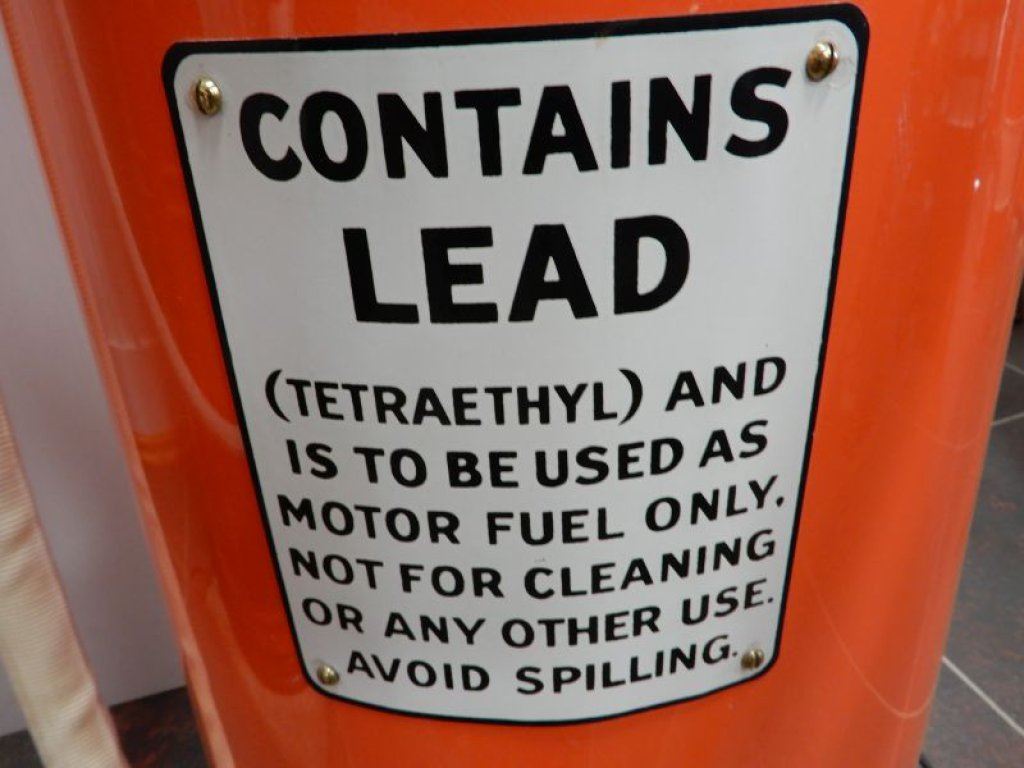 CONTAINS
LEAD
(TETRAETHYL) AND
IS TO BE USED AS
MOTOR FUEL ONLY.
NOT FOR CLEANING
OR ANY OTHER USE.
AVOID SPILLING.